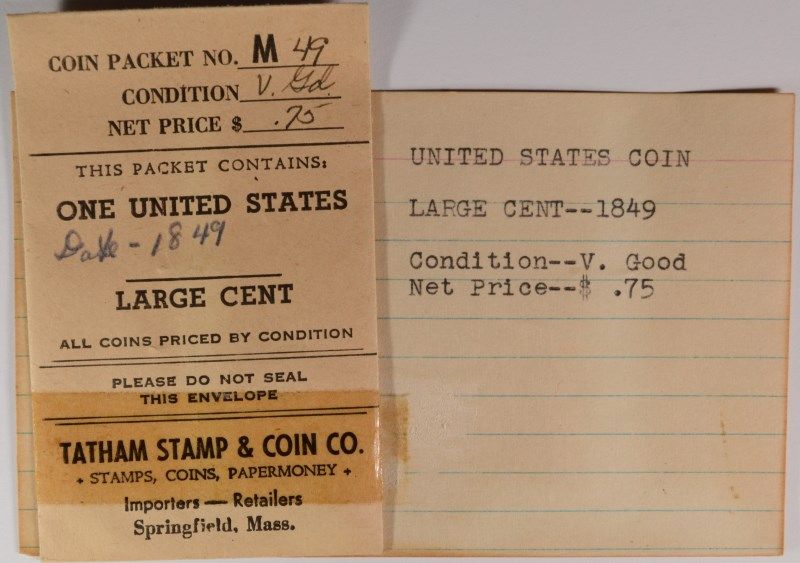 COIN PACKET NO. M 49
CONDITION V. Gd.
NET PRICE $ .75
THIS PACKET CONTAINS:
ONE UNITED STATES
Date - 1849
LARGE CENT
ALL COINS PRICED BY CONDITION
PLEASE DO NOT SEAL
THIS ENVELOPE
TATHAM STAMP & COIN CO.
+ STAMPS, COINS, PAPERMONEY +
Importers — Retailers
Springfield, Mass.
UNITED STATES COIN
LARGE CENT--1849
Condition--V. Good
Net Price--$ .75